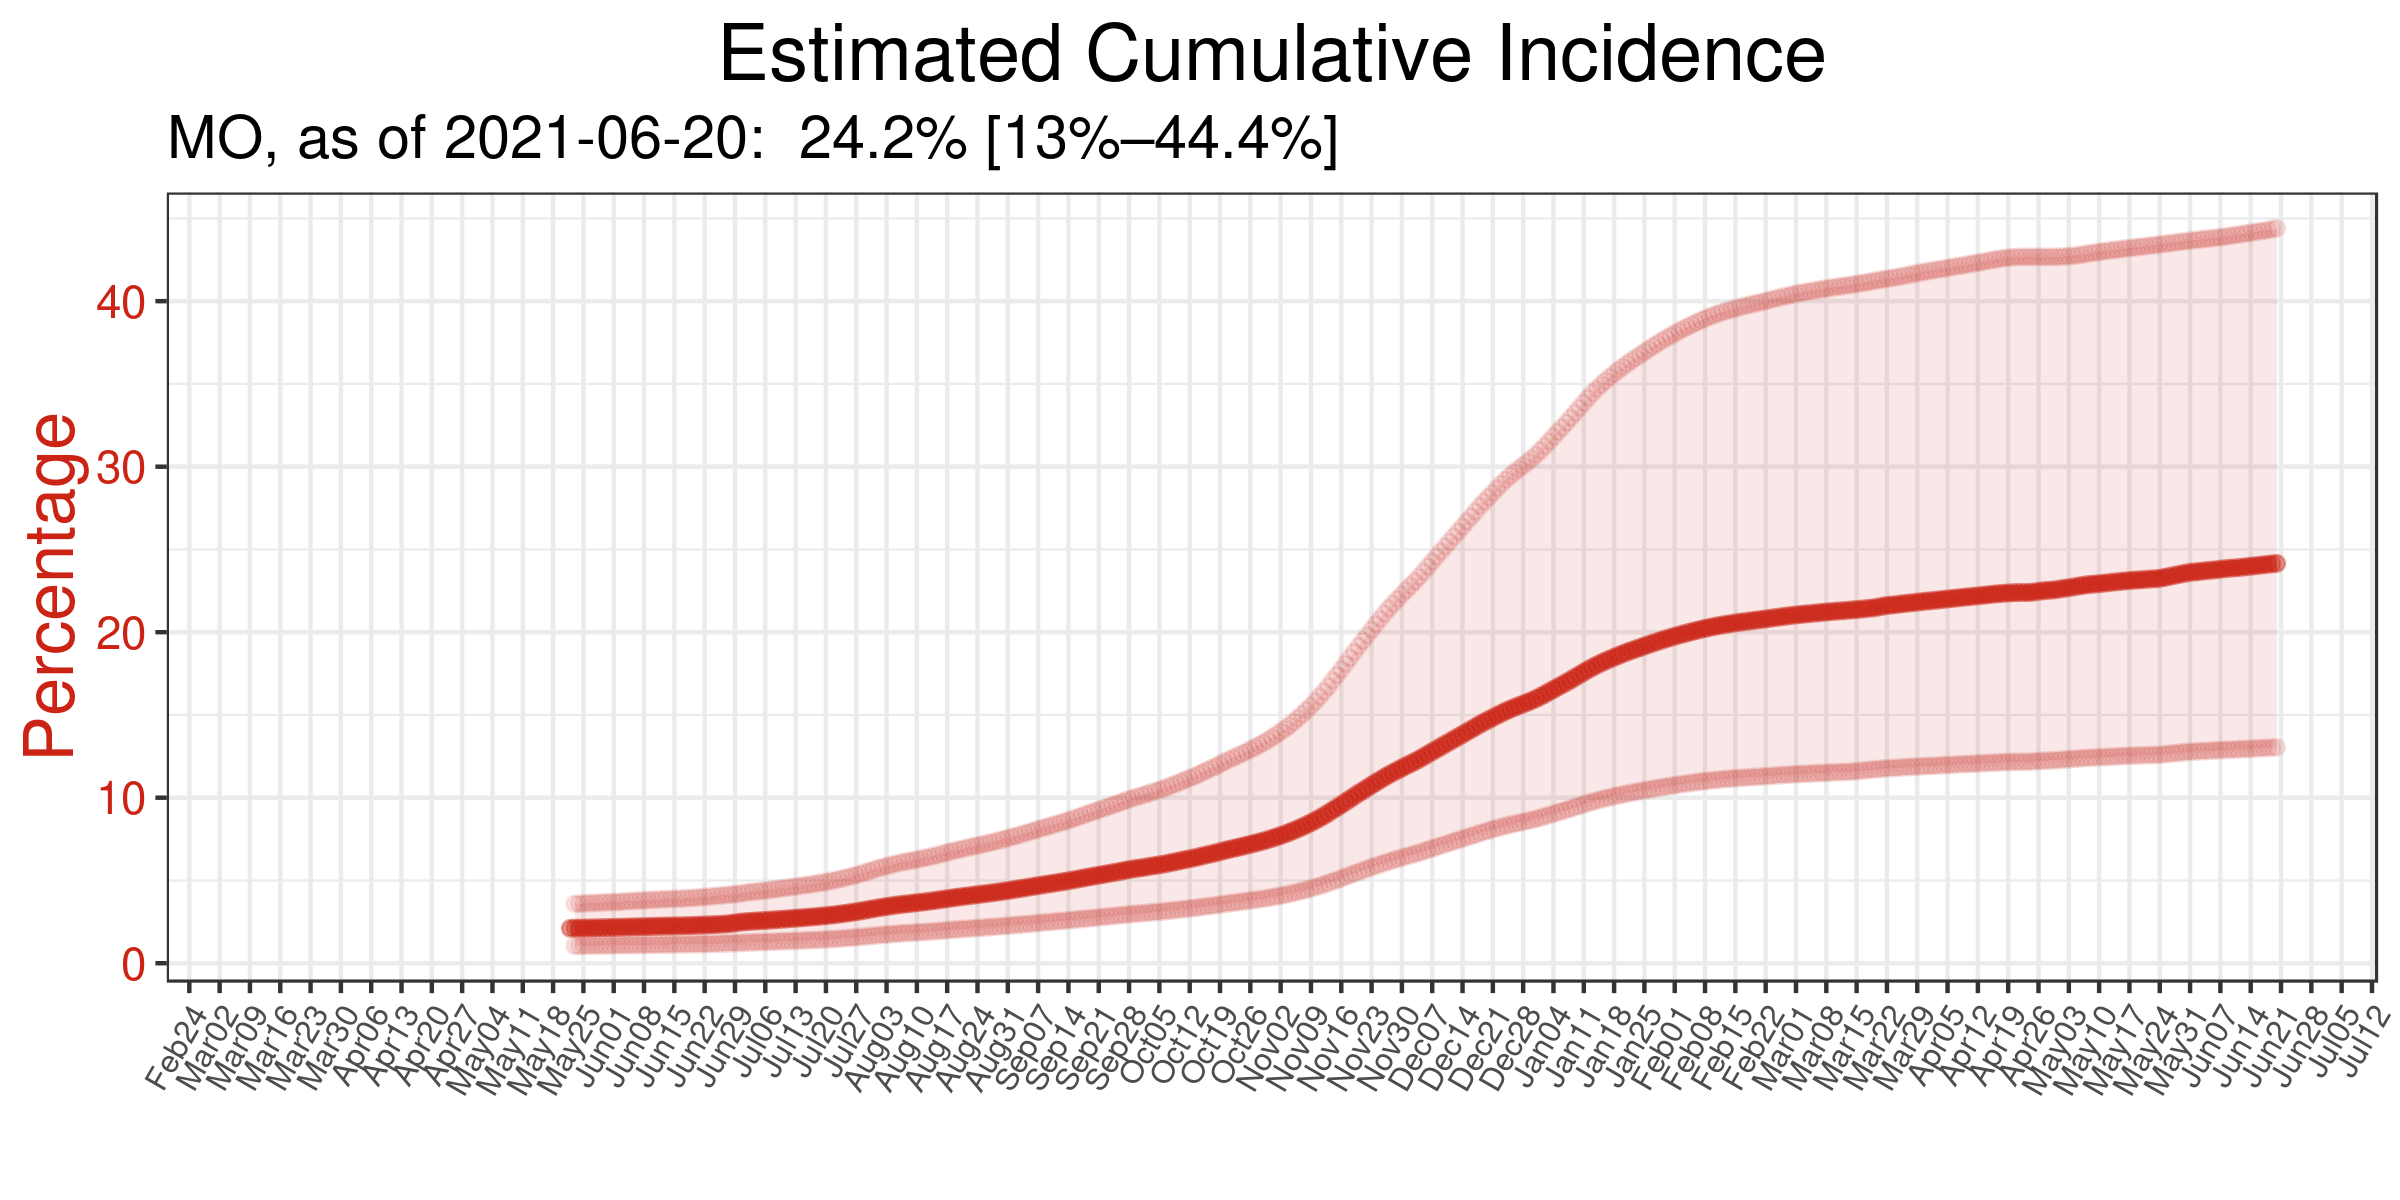 Estimated Cumulative Incidence
MO, as of 2021-06-20:  24.2% [13%–44.4%]
Percentage
40
30
20
10
0
Feb24
Mar02
Mar09
Mar16
Mar23
Mar30
Apr06
Apr13
Apr20
Apr27
May04
May11
May18
May25
Jun01
Jun08
Jun15
Jun22
Jun29
Jul06
Jul13
Jul20
Jul27
Aug03
Aug10
Aug17
Aug24
Aug31
Sep07
Sep14
Sep21
Sep28
Oct05
Oct12
Oct19
Oct26
Nov02
Nov09
Nov16
Nov23
Nov30
Dec07
Dec14
Dec21
Dec28
Jan04
Jan11
Jan18
Jan25
Feb01
Feb08
Feb15
Feb22
Mar01
Mar08
Mar15
Mar22
Mar29
Apr05
Apr12
Apr19
Apr26
May03
May10
May17
May24
May31
Jun07
Jun14
Jun21
Jun28
Jul05
Jul12